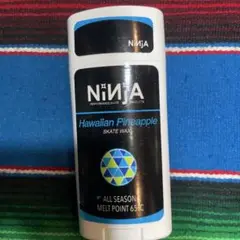 NiNjA
NiNjA
Hawaiian Pineapple
SKATE WAX
ALL SEASON
MELT POINT 65°C